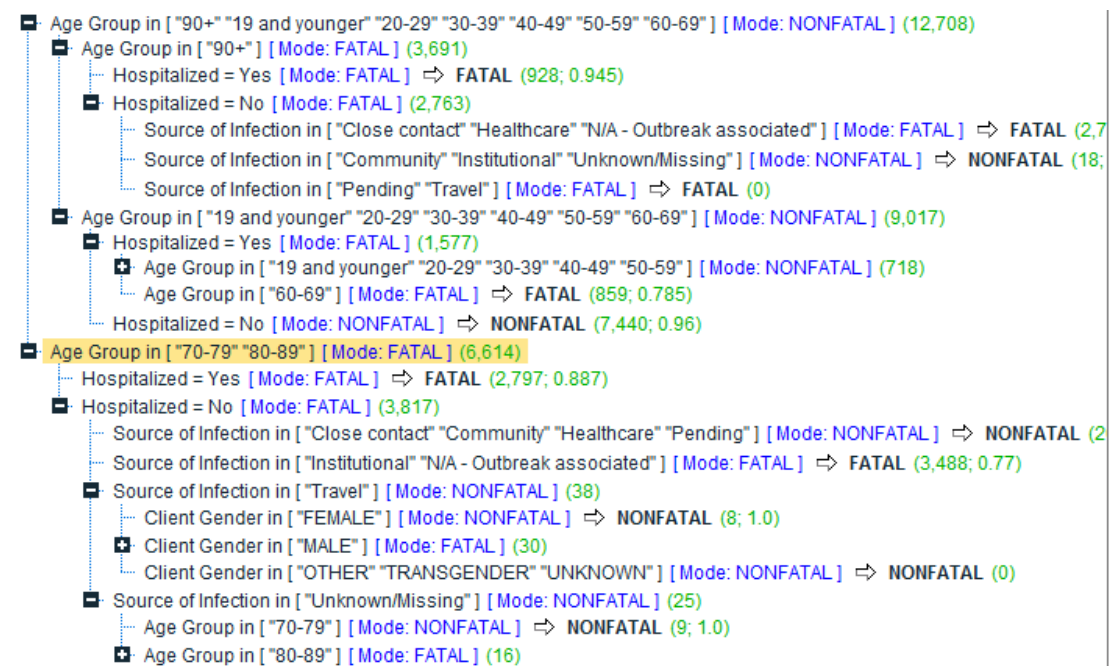 Age Group in [ "90+" "19 and younger" "20-29" "30-39" "40-49" "50-59" "60-69" ] [ Mode: NONFATAL ] (12,708)
Age Group in [ "90+" ] [ Mode: FATAL ] (3,691)
Hospitalized = Yes [ Mode: FATAL ] ⇨ FATAL (928; 0.945)
Hospitalized = No [ Mode: FATAL ] (2,763)
Source of Infection in [ "Close contact" "Healthcare" "N/A - Outbreak associated" ] [ Mode: FATAL ] ⇨ FATAL (2,7
Source of Infection in [ "Community" "Institutional" "Unknown/Missing" ] [ Mode: NONFATAL ] ⇨ NONFATAL (18;
Source of Infection in [ "Pending" "Travel" ] [ Mode: FATAL ] ⇨ FATAL (0)
Age Group in [ "19 and younger" "20-29" "30-39" "40-49" "50-59" "60-69" ] [ Mode: NONFATAL ] (9,017)
Hospitalized = Yes [ Mode: FATAL ] (1,577)
Age Group in [ "19 and younger" "20-29" "30-39" "40-49" "50-59" ] [ Mode: NONFATAL ] (718)
Age Group in [ "60-69" ] [ Mode: FATAL ] ⇨ FATAL (859; 0.785)
Hospitalized = No [ Mode: NONFATAL ] ⇨ NONFATAL (7,440; 0.96)
Age Group in [ "70-79" "80-89" ] [ Mode: FATAL ] (6,614)
Hospitalized = Yes [ Mode: FATAL ] ⇨ FATAL (2,797; 0.887)
Hospitalized = No [ Mode: FATAL ] (3,817)
Source of Infection in [ "Close contact" "Community" "Healthcare" "Pending" ] [ Mode: NONFATAL ] ⇨ NONFATAL (2
Source of Infection in [ "Institutional" "N/A - Outbreak associated" ] [ Mode: FATAL ] ⇨ FATAL (3,488; 0.77)
Source of Infection in [ "Travel" ] [ Mode: NONFATAL ] (38)
Client Gender in [ "FEMALE" ] [ Mode: NONFATAL ] ⇨ NONFATAL (8; 1.0)
Client Gender in [ "MALE" ] [ Mode: FATAL ] (30)
Client Gender in [ "OTHER" "TRANSGENDER" "UNKNOWN" ] [ Mode: NONFATAL ] ⇨ NONFATAL (0)
Source of Infection in [ "Unknown/Missing" ] [ Mode: NONFATAL ] (25)
Age Group in [ "70-79" ] [ Mode: NONFATAL ] ⇨ NONFATAL (9; 1.0)
Age Group in [ "80-89" ] [ Mode: FATAL ] (16)